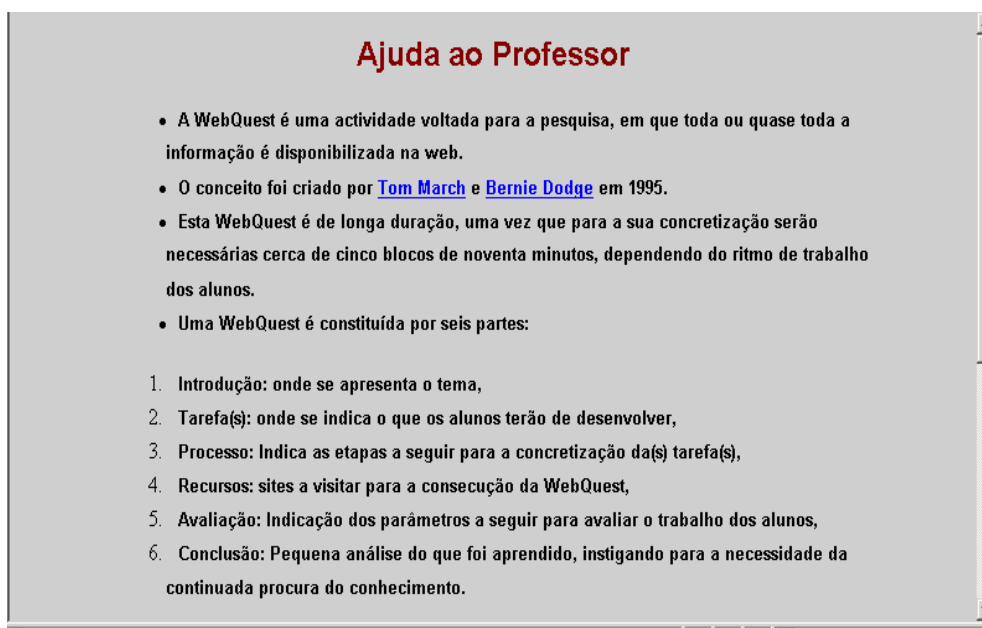 Ajuda ao Professor
• A WebQuest é uma actividade voltada para a pesquisa, em que toda ou quase toda a
informação é disponibilizada na web.
• O conceito foi criado por Tom March e Bernie Dodge em 1995.
• Esta WebQuest é de longa duração, uma vez que para a sua concretização serão
necessárias cerca de cinco blocos de noventa minutos, dependendo do ritmo de trabalho
dos alunos.
• Uma WebQuest é constituída por seis partes:
1. Introdução: onde se apresenta o tema,
2. Tarefa(s): onde se indica o que os alunos terão de desenvolver,
3. Processo: Indica as etapas a seguir para a concretização da(s) tarefa(s),
4. Recursos: sites a visitar para a consecução da WebQuest,
5. Avaliação: Indicação dos parâmetros a seguir para avaliar o trabalho dos alunos,
6. Conclusão: Pequena análise do que foi aprendido, instigando para a necessidade da
continuada procura do conhecimento.